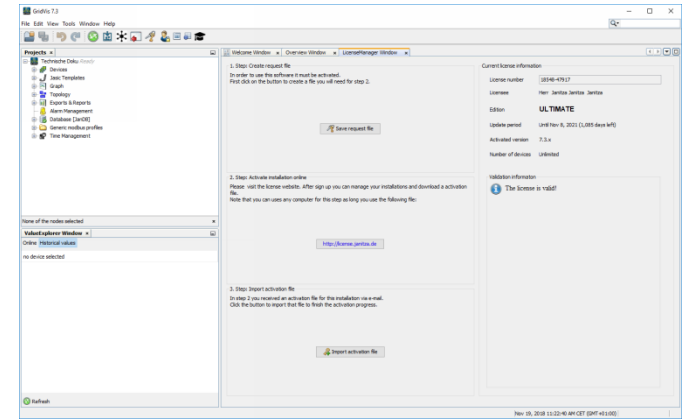 GridVis 7.3
File Edit View Tools Window Help
Projects
Technische Doku Ready
Devices
Jasic Templates
Graph
Topology
Exports & Reports
Alarm Management
Database [JanDB]
Generic modbus profiles
Time Management
None of the nodes selected
ValueExplorer Window
Online Historical values
no device selected
Refresh
Welcome Window Overview Window LicenseManager Window
1. Step: Create request file
In order to use this software it must be activated.
First click on the button to create a file you will need for step 2.
Save request file
2. Step: Activate installation online
Please visit the license website. After sign up you can manage your installations and download a activation
file.
Note that you can uses any computer for this step as long you use the following file:
http://license.janitza.de
3. Step: Import activation file
In step 2 you received an activation file for this installation via e-mail.
Click the button to import that file to finish the activation progress.
Import activation file
Current license information
License number 18548-47917
Licensee Herr Janitza Janitza Janitza
Edition ULTIMATE
Update period Until Nov 8, 2021 (1,085 days left)
Activated version 7.3.x
Number of devices Unlimited
Validation information
The license is valid!
Nov 19, 2018 11:22:40 AM CET (GMT+01:00)